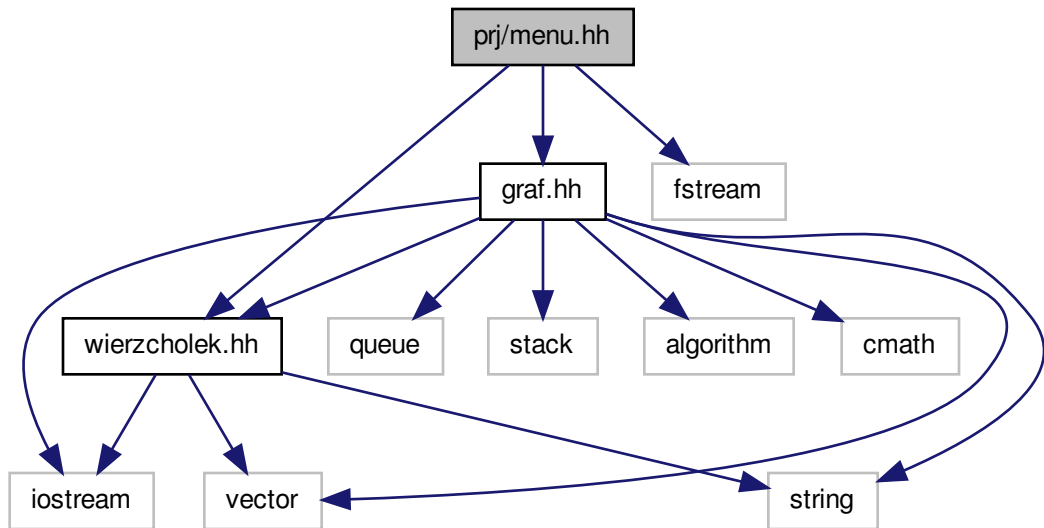 prj/menu.hh
graf.hh
fstream
wierzcholek.hh
queue
stack
algorithm
cmath
iostream
vector
string